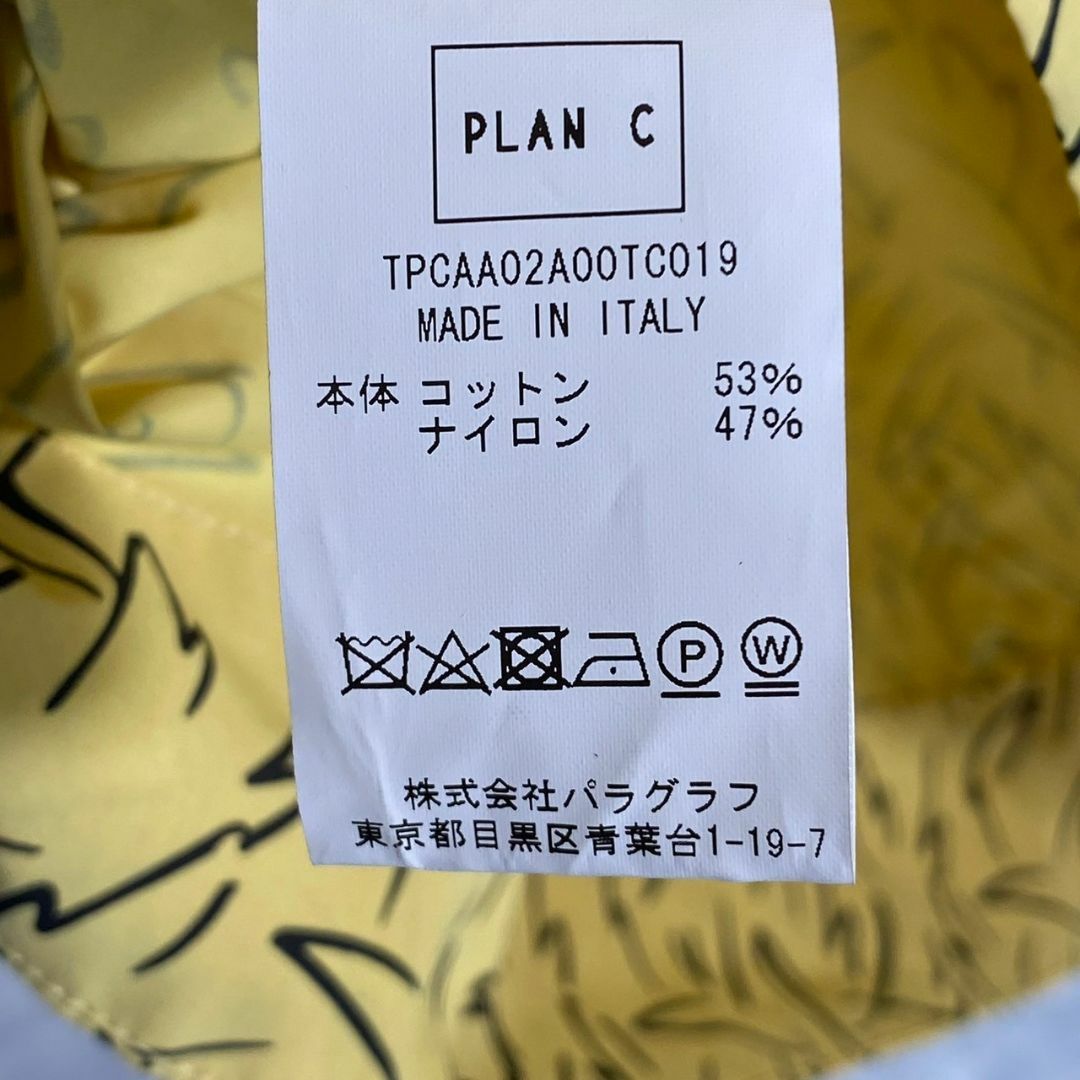 PLAN C
TPCAA02A00TC019
MADE IN ITALY
本体 コットン 53%
ナイロン 47%
P W
株式会社パラグラフ
東京都目黒区青葉台1-19-7